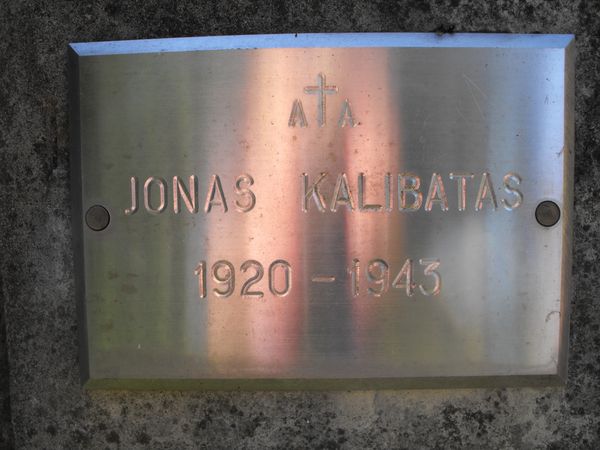 A † A
JONAS KALIBATAS
1920 – 1943